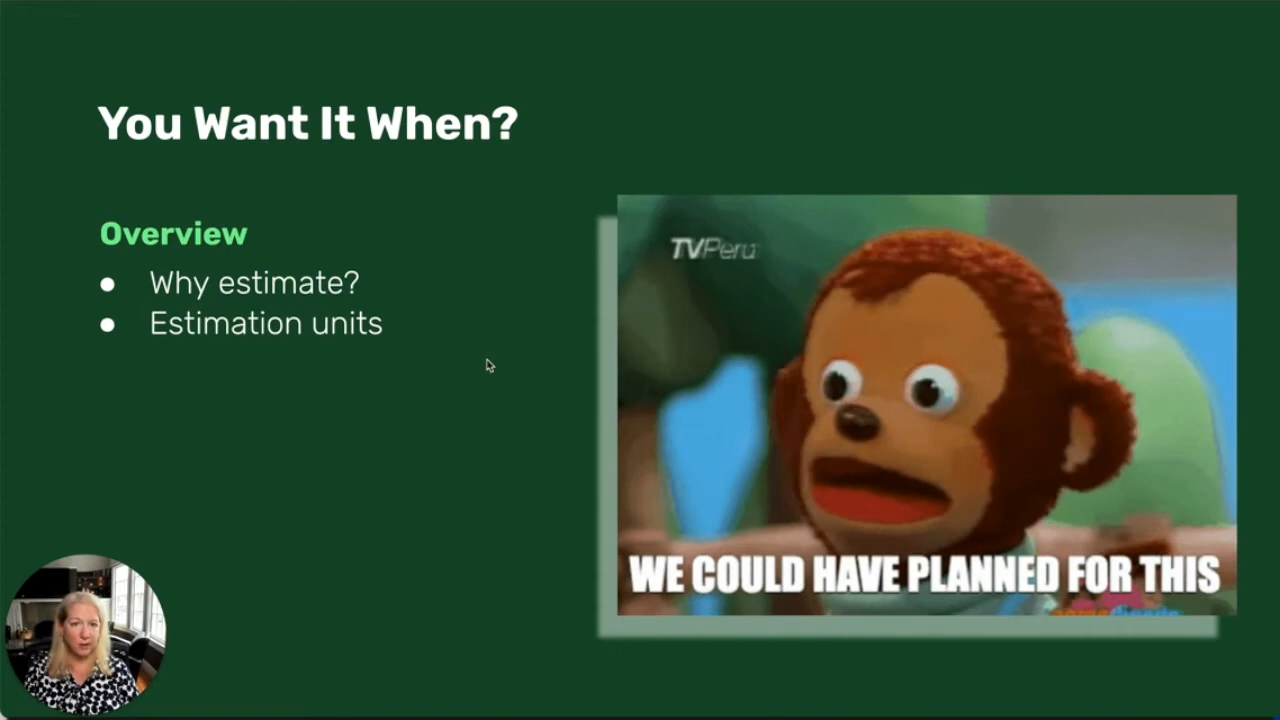 You Want It When?
Overview
● Why estimate?
● Estimation units
TVPeru
WE COULD HAVE PLANNED FOR THIS